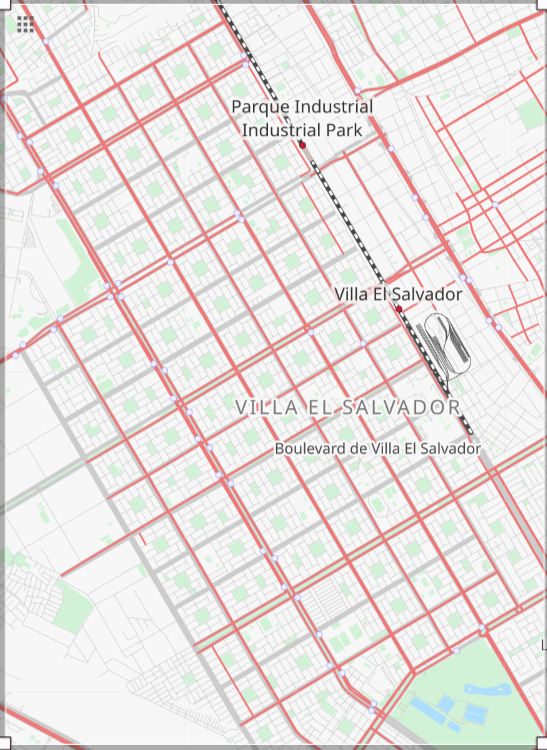 Parque Industrial
Industrial Park
Villa El Salvador
VILLA EL SALVADOR
Boulevard de Villa El Salvador
L